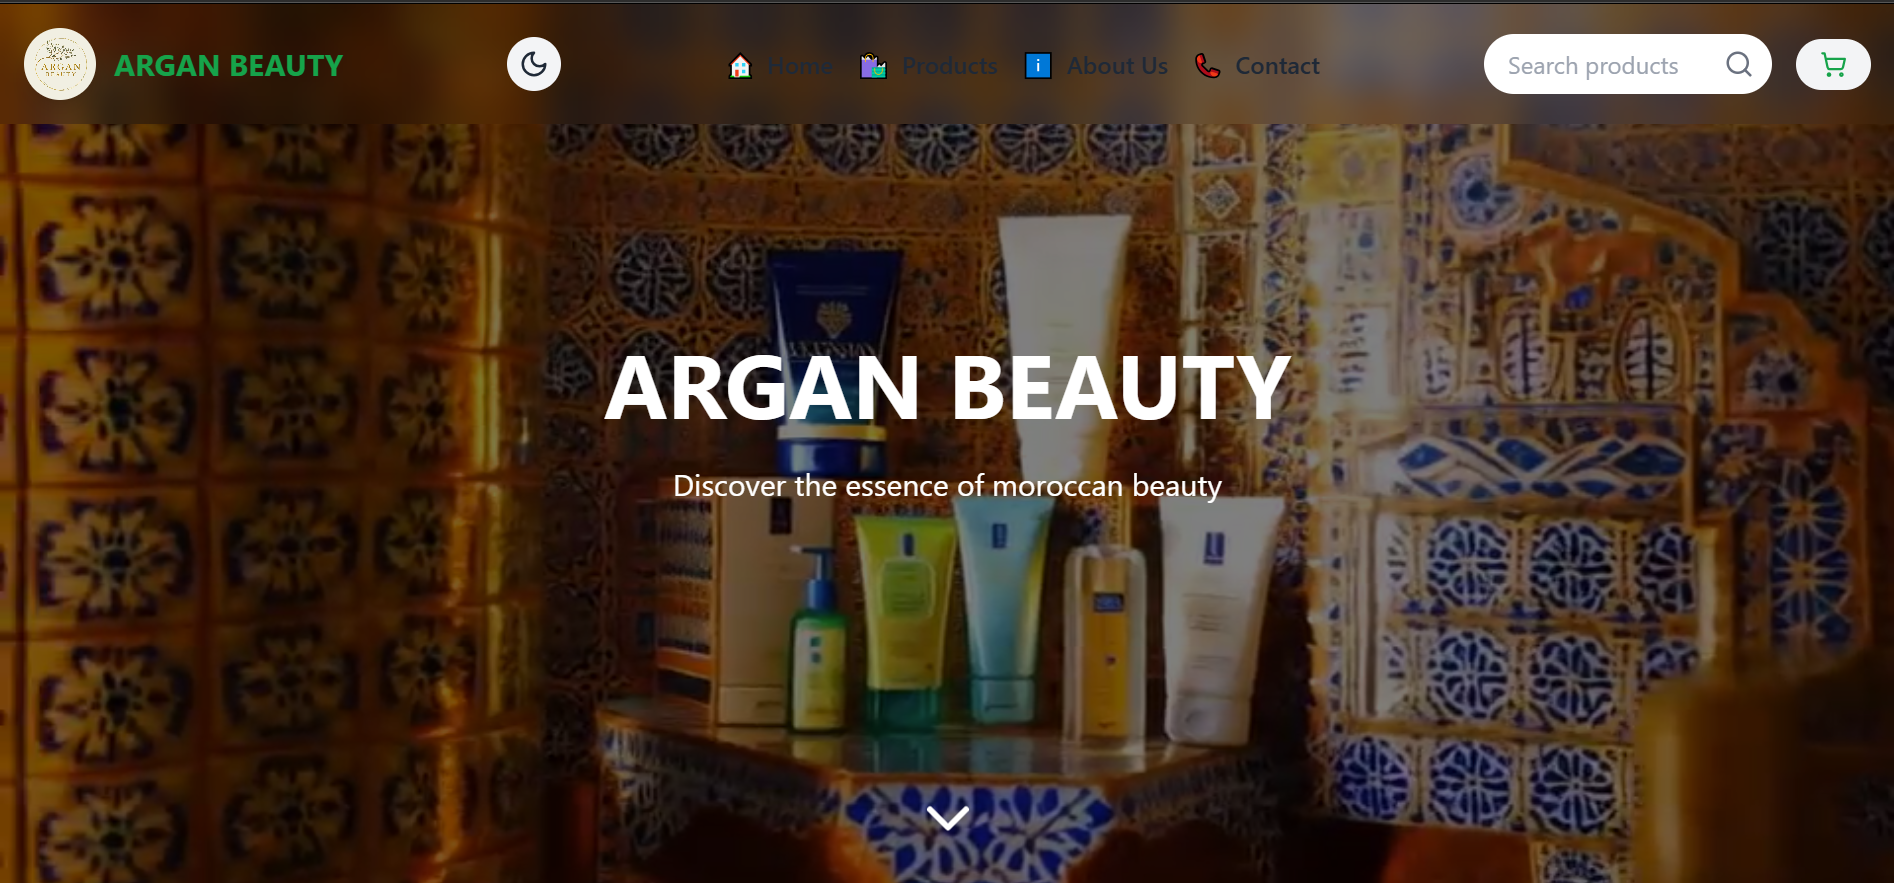 ARGAN
BEAUTY
ARGAN BEAUTY
Home
Products
i
About Us
Contact
Search products
ARGAN BEAUTY
Discover the essence of moroccan beauty